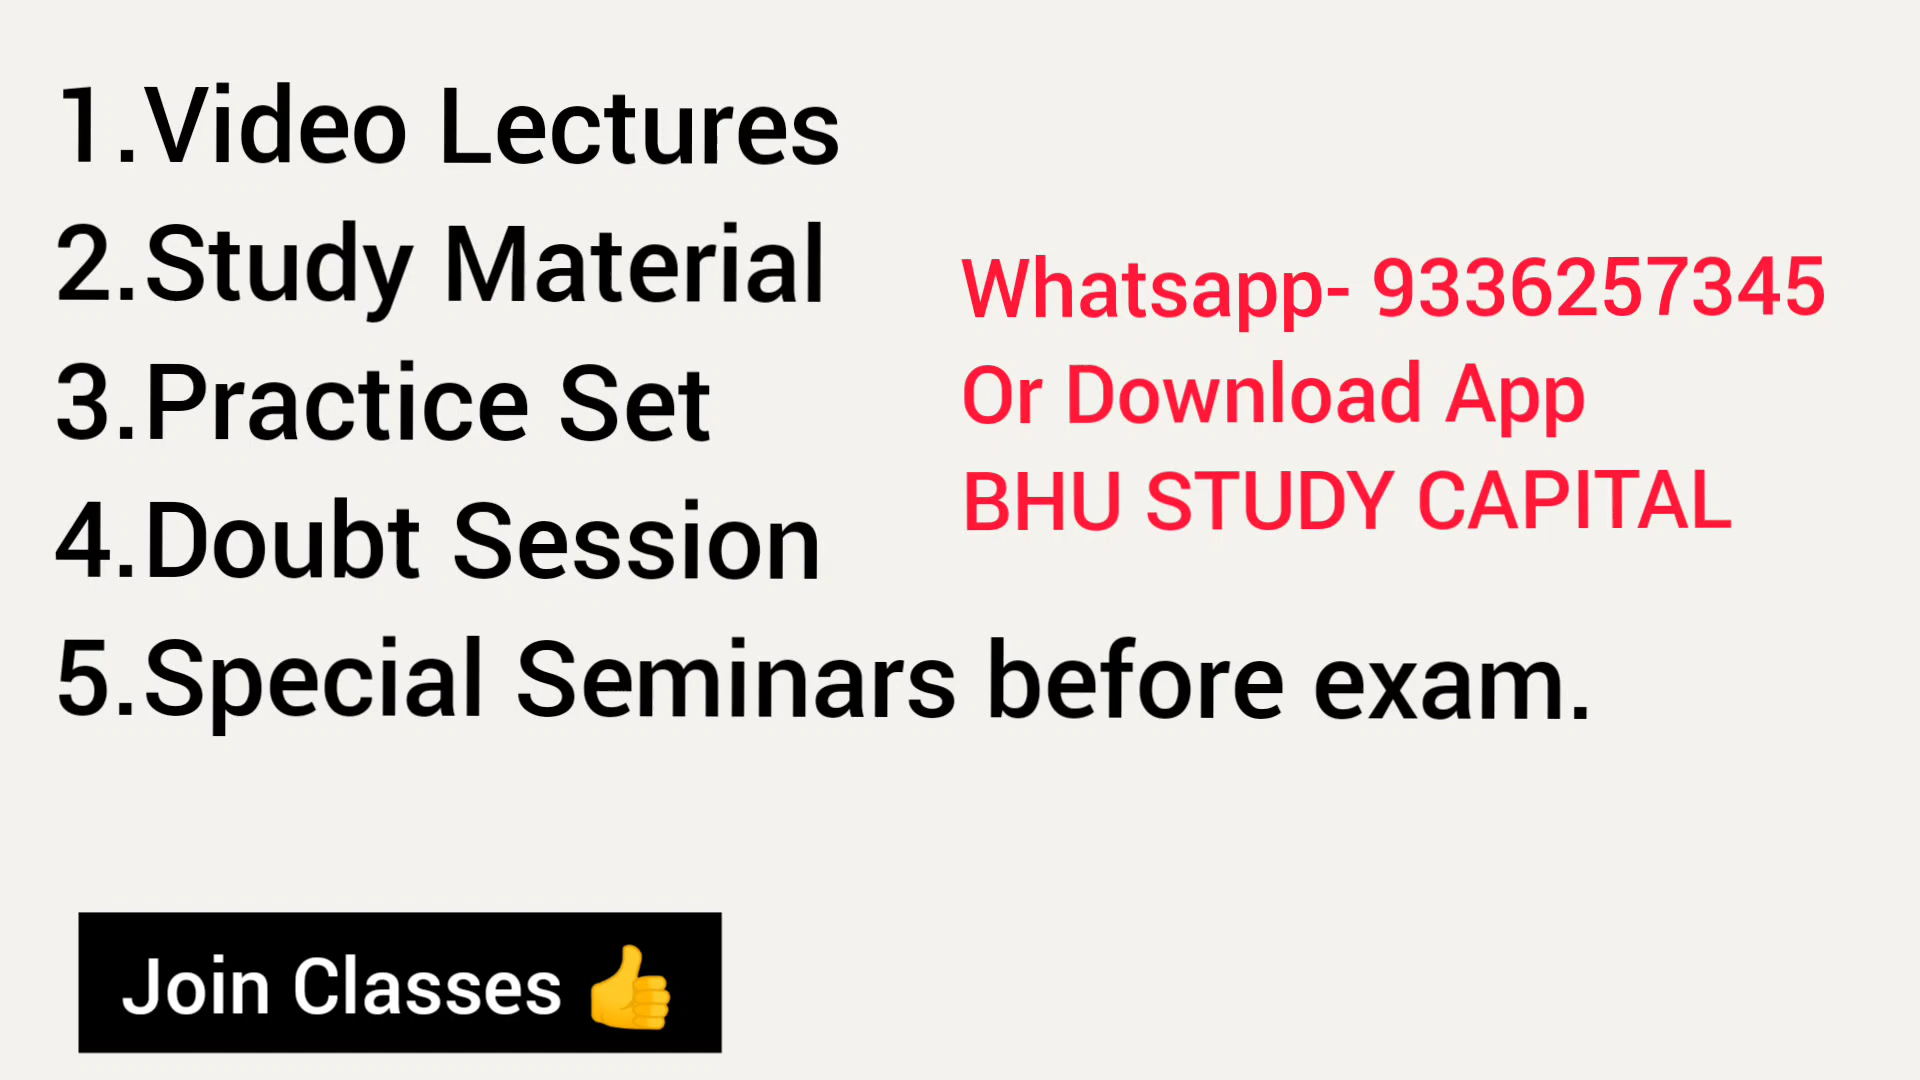 1.Video Lectures
2.Study Material
3.Practice Set
4.Doubt Session
5.Special Seminars before exam.
Whatsapp- 9336257345
Or Download App
BHU STUDY CAPITAL
Join Classes 👍